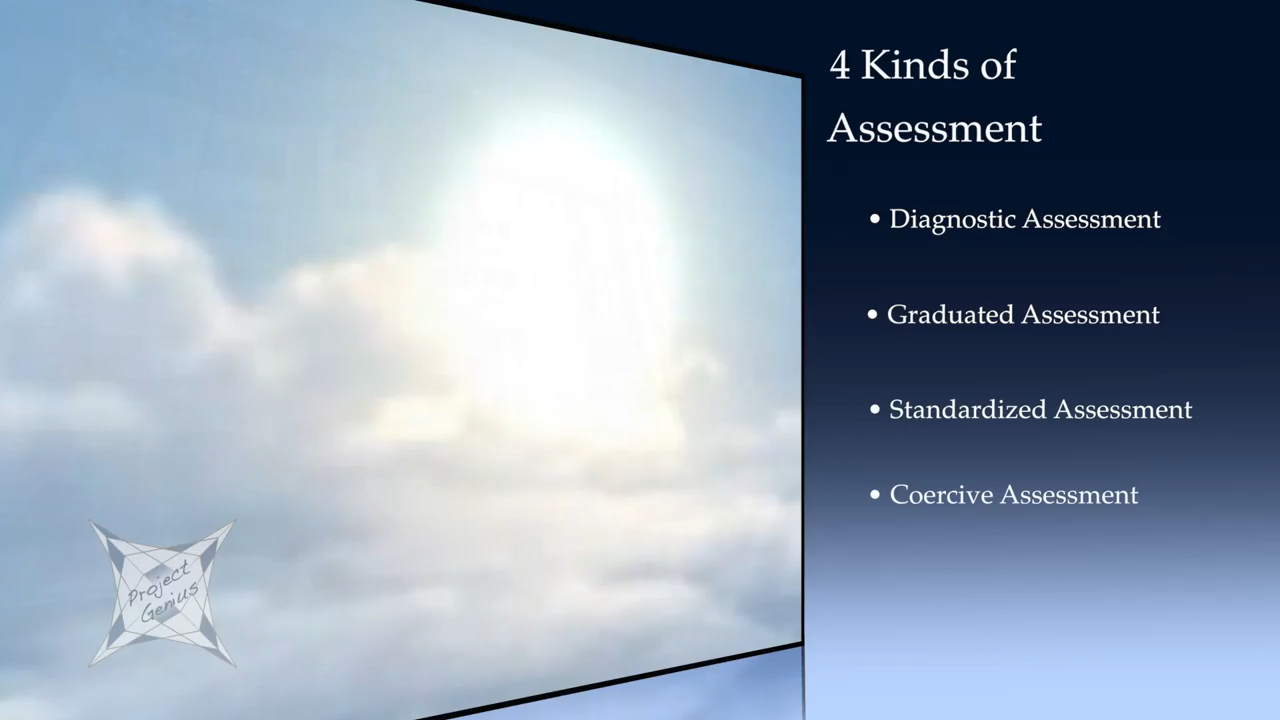 4 Kinds of
Assessment
• Diagnostic Assessment
• Graduated Assessment
• Standardized Assessment
• Coercive Assessment
Project
Genius